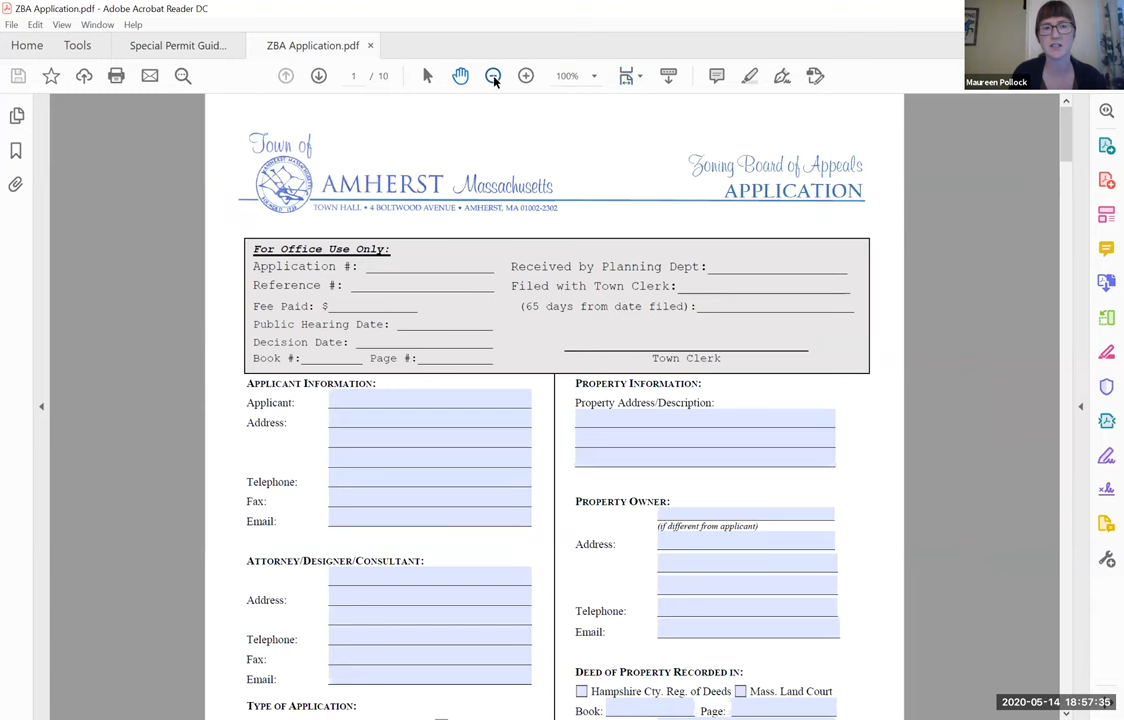 ZBA Application.pdf - Adobe Acrobat Reader DC
File Edit View Window Help
Home Tools Special Permit Guid... ZBA Application.pdf ×
1 / 10 100%
Maureen Pollock
Town of
AMHERST Massachusetts
TOWN HALL • 4 BOLTWOOD AVENUE • AMHERST, MA 01002-2302
Zoning Board of Appeals
APPLICATION
For Office Use Only:
Application #: Received by Planning Dept:
Reference #: Filed with Town Clerk:
Fee Paid: $ (65 days from date filed):
Public Hearing Date:
Decision Date:
Book #: Page #: Town Clerk
APPLICANT INFORMATION:
Applicant:
Address:
Telephone:
Fax:
Email:
ATTORNEY/DESIGNER/CONSULTANT:
Address:
Telephone:
Fax:
Email:
TYPE OF APPLICATION:
PROPERTY INFORMATION:
Property Address/Description:
PROPERTY OWNER:
(if different from applicant)
Address:
Telephone:
Email:
DEED OF PROPERTY RECORDED IN:
Hampshire Cty. Reg. of Deeds Mass. Land Court
Book: Page:
2020-05-14 18:57:35